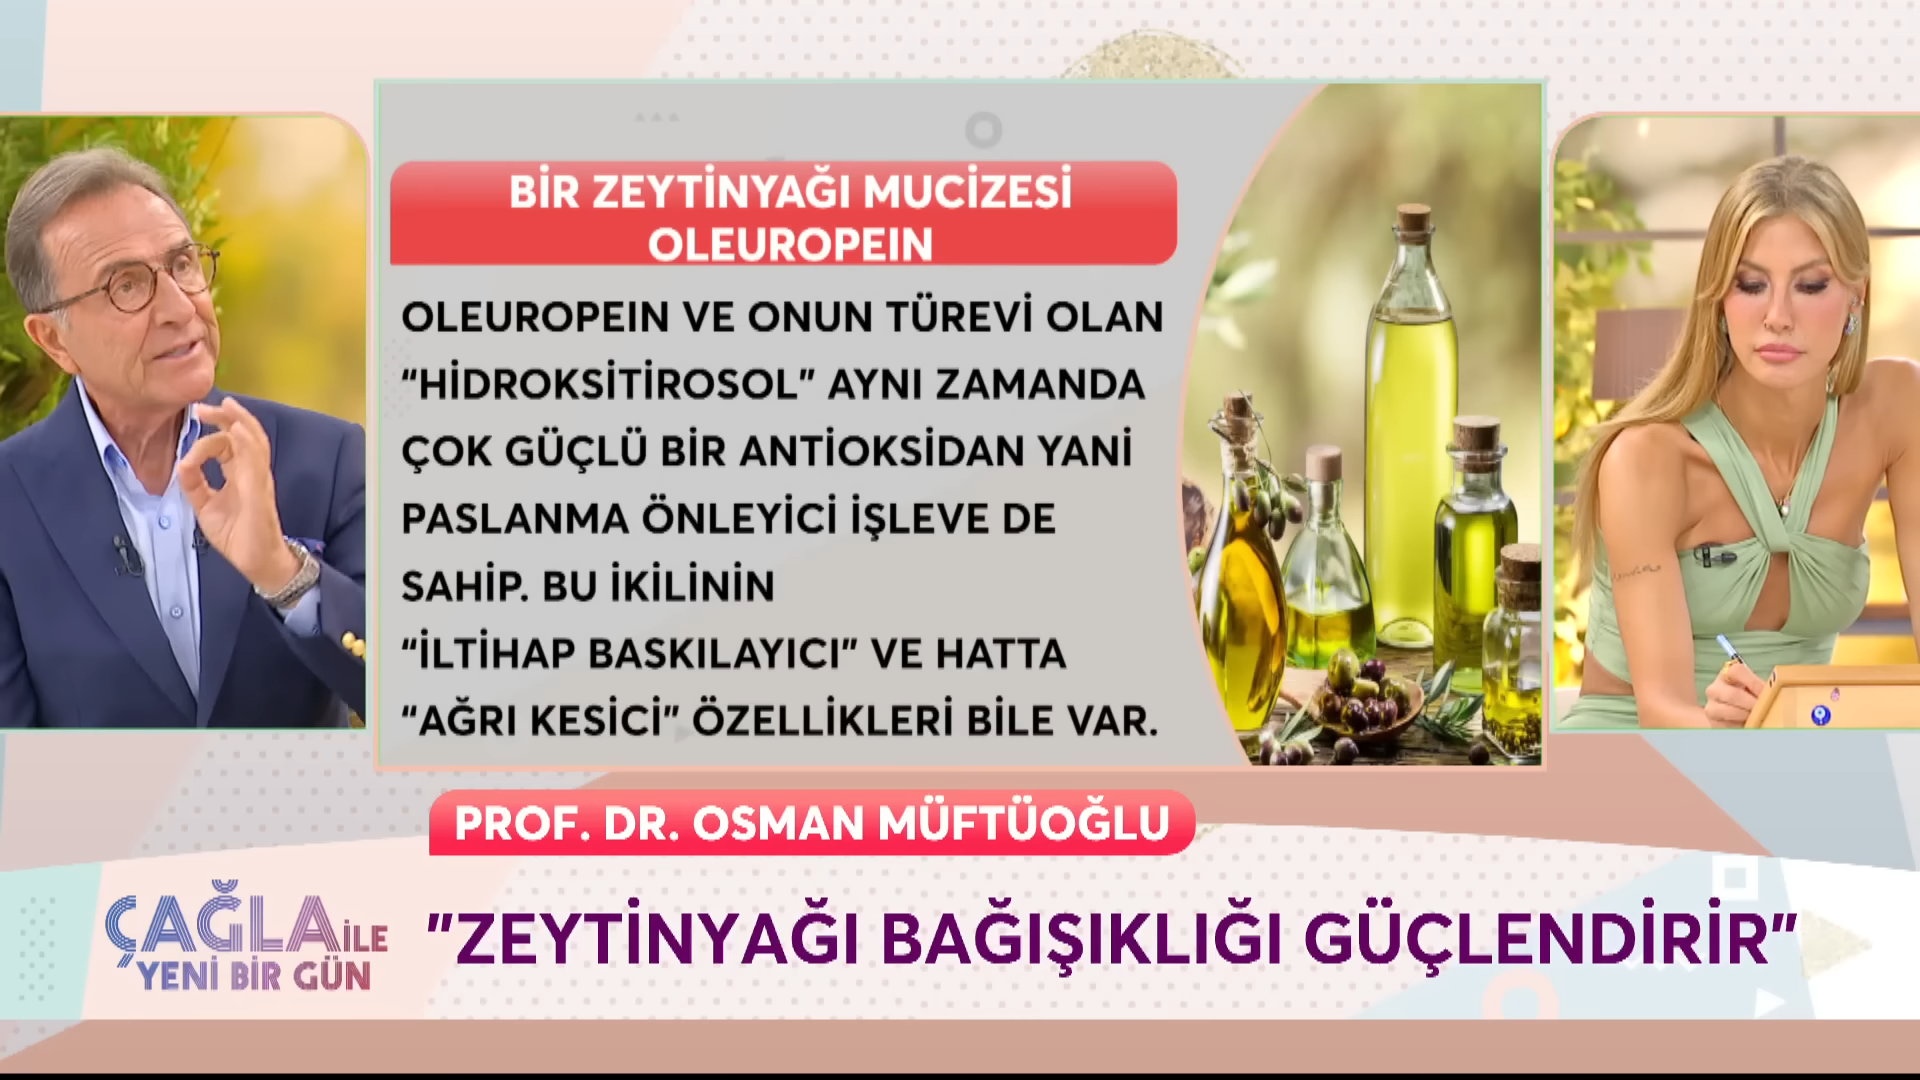 BİR ZEYTİNYAĞI MUCİZESİ
OLEUROPEIN
OLEUROPEIN VE ONUN TÜREVİ OLAN
“HİDROKSİTİROSOL” AYNI ZAMANDA
ÇOK GÜÇLÜ BİR ANTİOKSİDAN YANİ
PASLANMA ÖNLEYİCİ İŞLEVE DE
SAHİP. BU İKİLİNİN
“İLTİHAP BASKILAYICI” VE HATTA
“AĞRI KESİCİ” ÖZELLİKLERİ BİLE VAR.
PROF. DR. OSMAN MÜFTÜOĞLU
ÇAĞLA İLE
YENİ BİR GÜN
"ZEYTİNYAĞI BAĞIŞIKLIĞI GÜÇLENDİRİR"